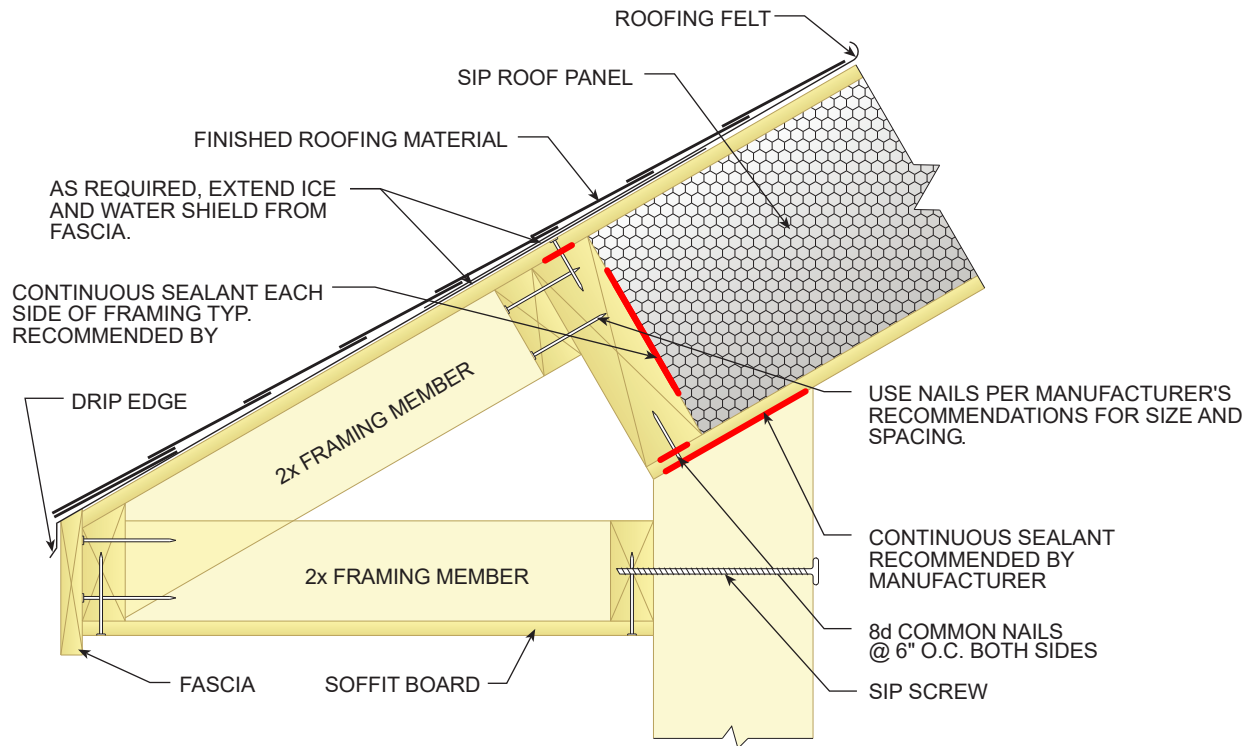 ROOFING FELT
SIP ROOF PANEL
FINISHED ROOFING MATERIAL
AS REQUIRED, EXTEND ICE
AND WATER SHIELD FROM
FASCIA.
CONTINUOUS SEALANT EACH
SIDE OF FRAMING TYP.
RECOMMENDED BY
DRIP EDGE
2x FRAMING MEMBER
USE NAILS PER MANUFACTURER'S
RECOMMENDATIONS FOR SIZE AND
SPACING.
2x FRAMING MEMBER
CONTINUOUS SEALANT
RECOMMENDED BY
MANUFACTURER
8d COMMON NAILS
@ 6" O.C. BOTH SIDES
FASCIA
SOFFIT BOARD
SIP SCREW